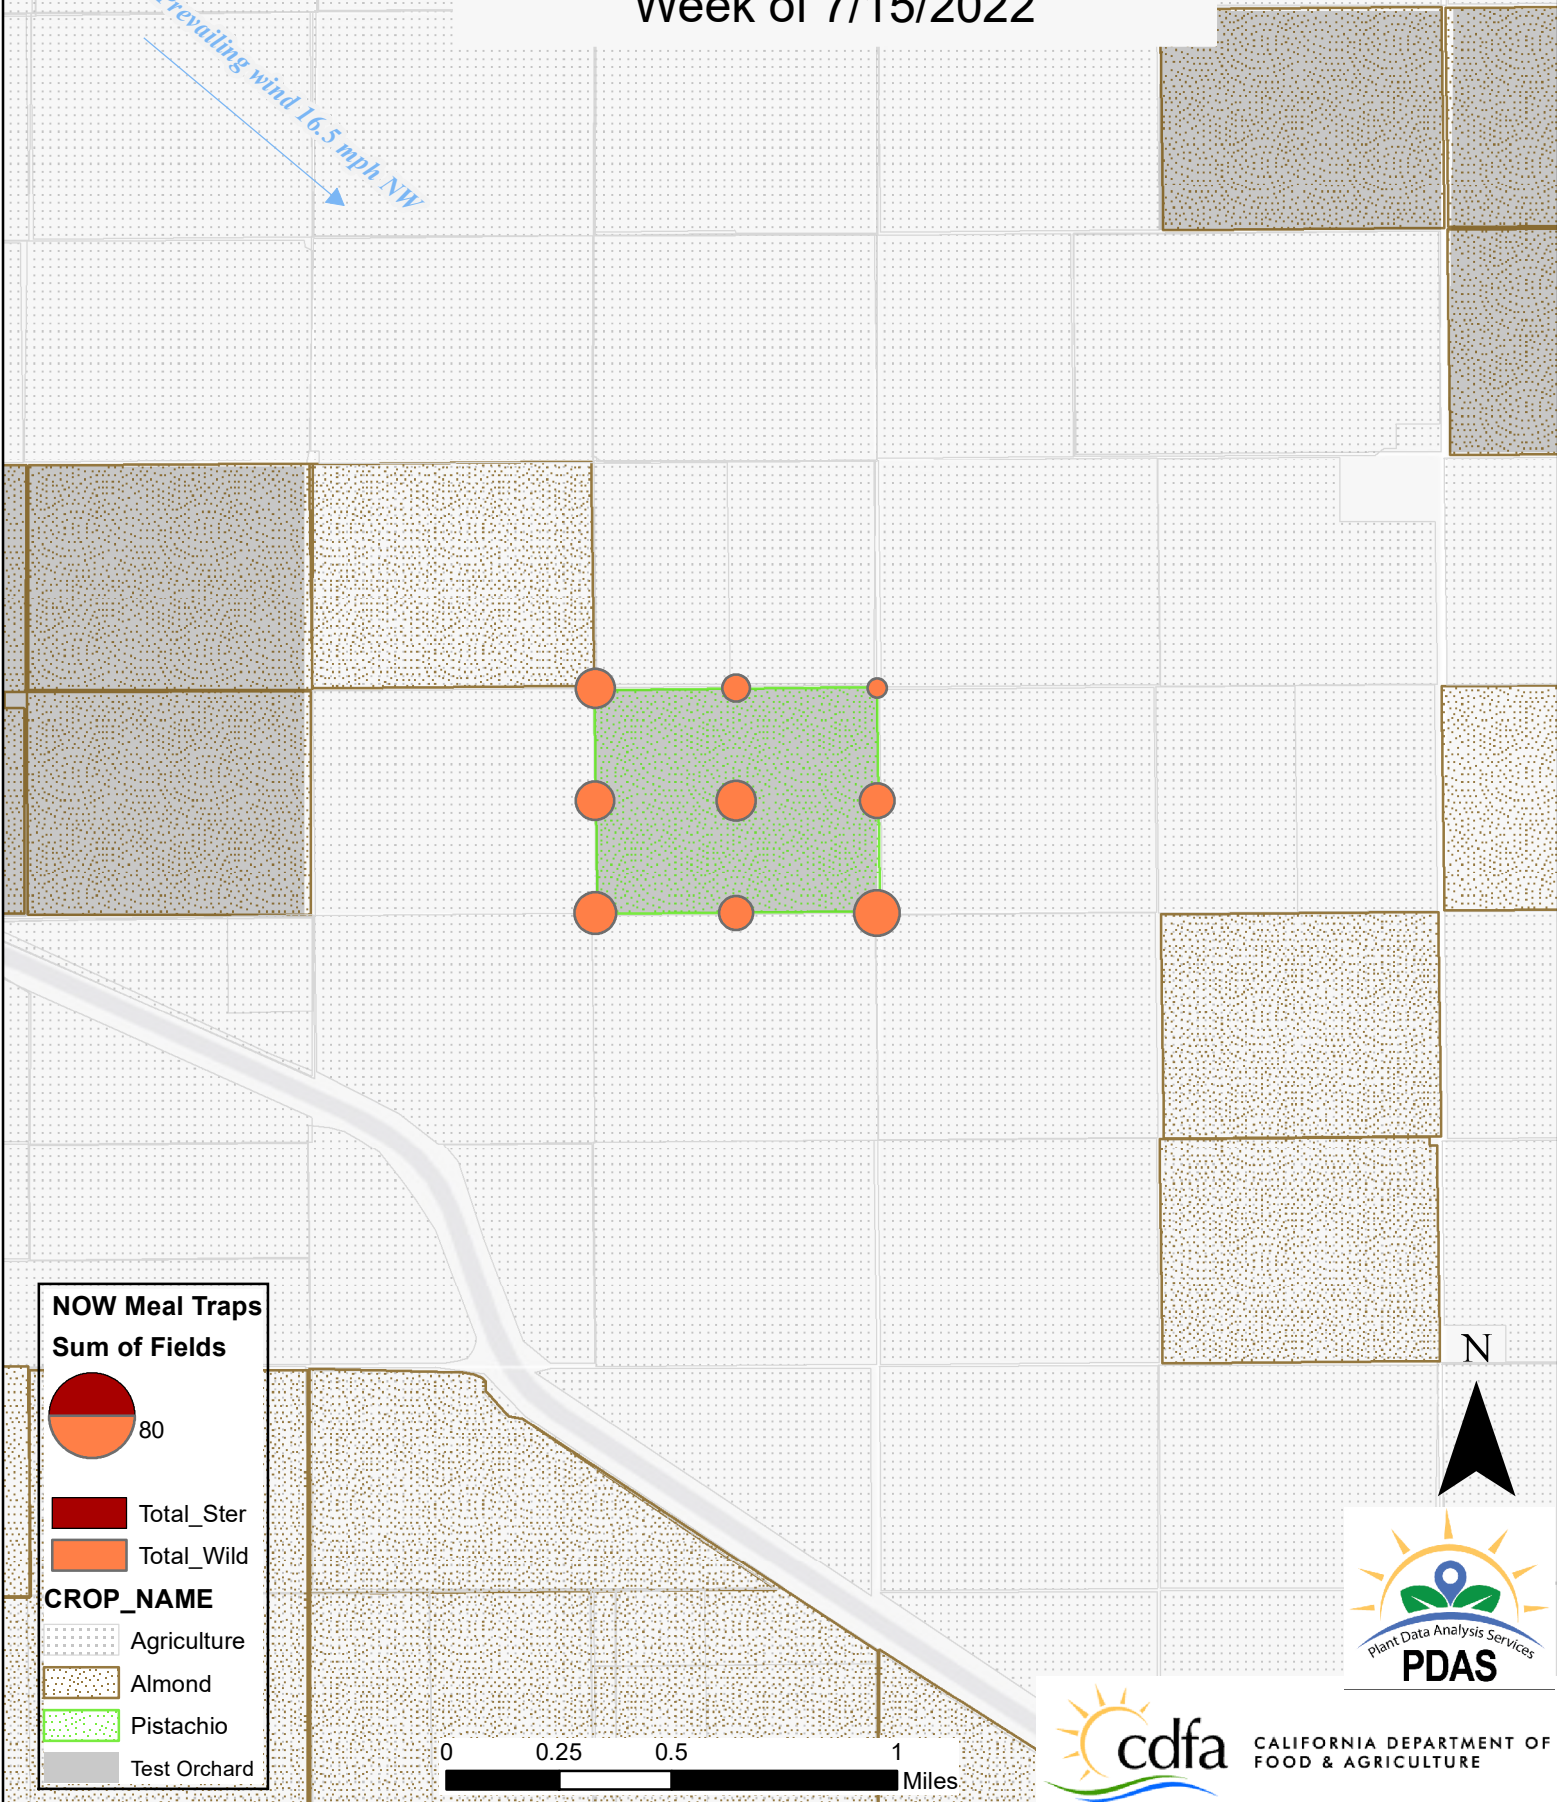 Week of 7/15/2022
Prevailing wind 16.5 mph NW
NOW Meal Traps
Sum of Fields
80
Total_Ster
Total_Wild
CROP_NAME
Agriculture
Almond
Pistachio
Test Orchard
0 0.25 0.5 1
Miles
N
Plant Data Analysis Services
PDAS
cdfa
CALIFORNIA DEPARTMENT OF
FOOD & AGRICULTURE